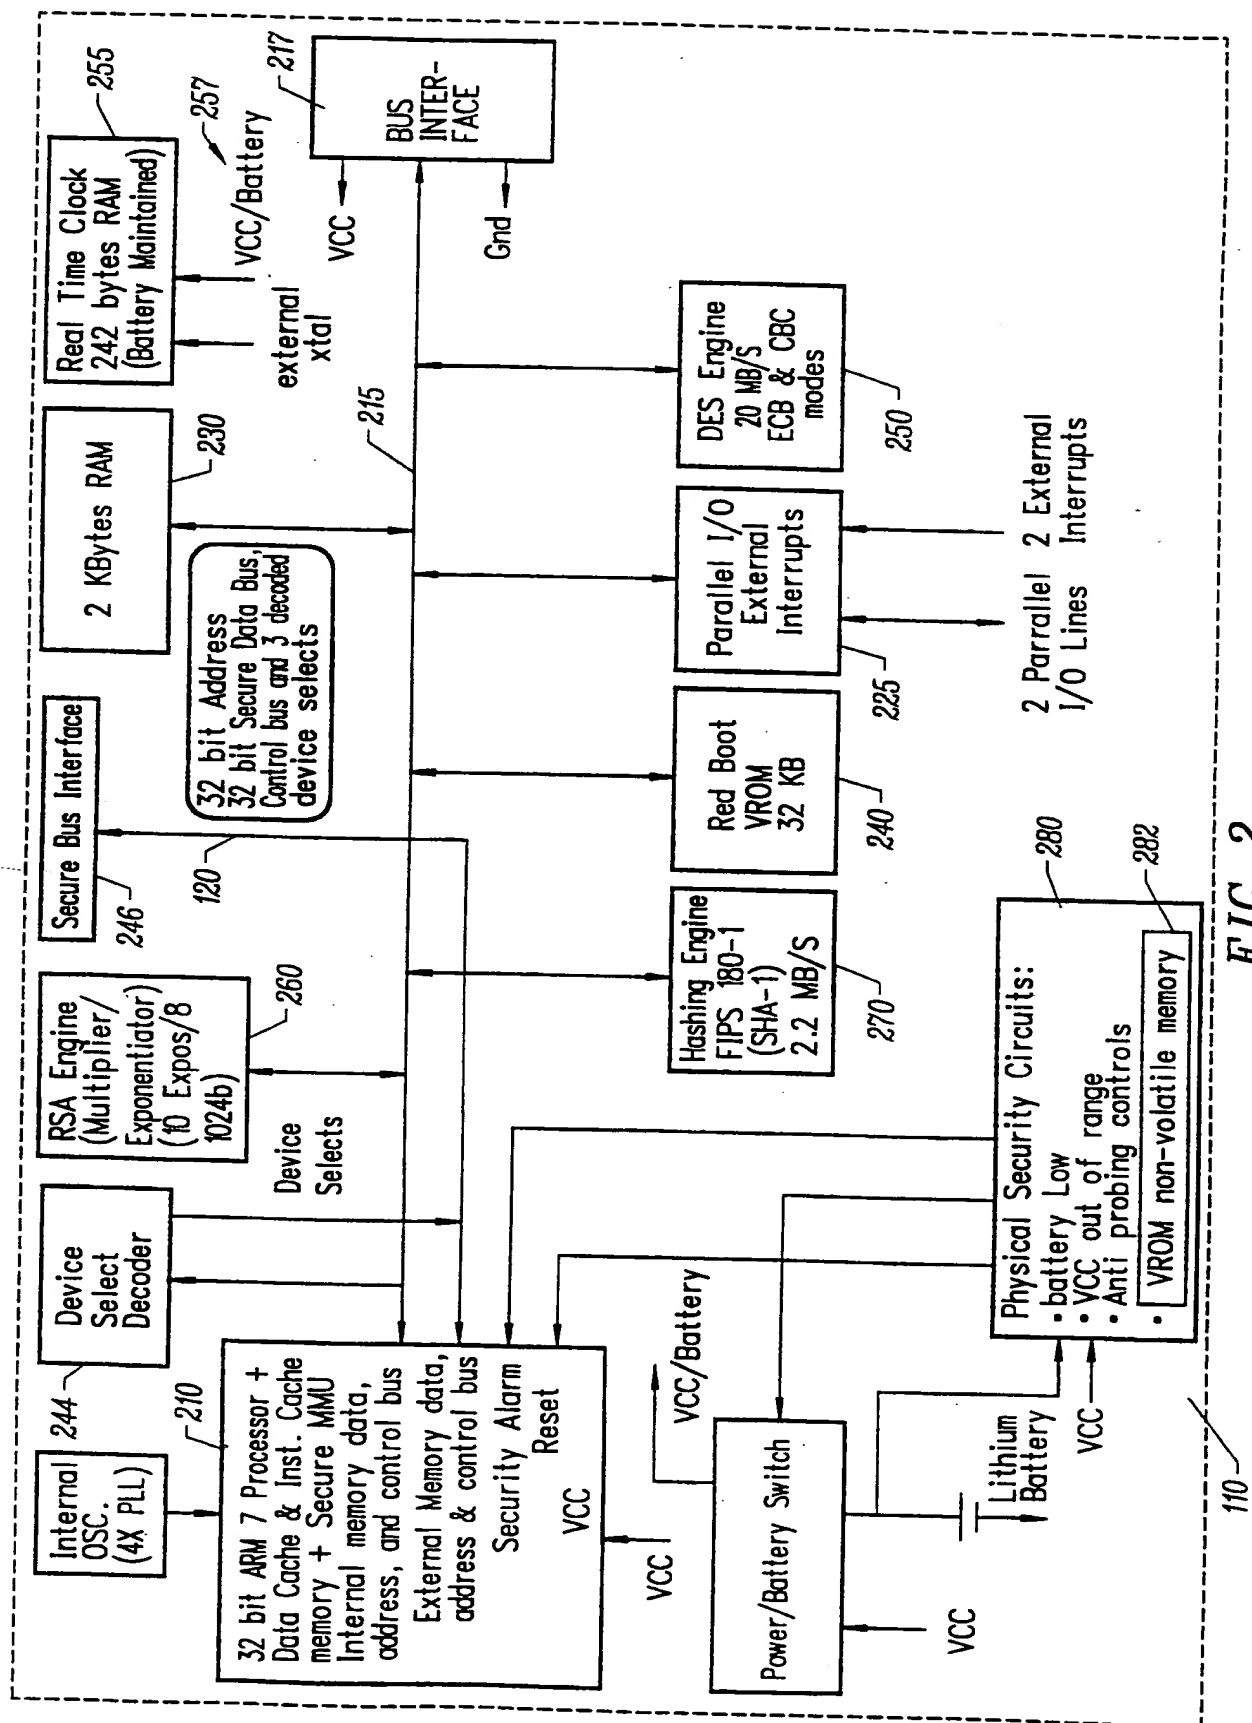 Internal
OSC.
(4X PLL)
244
Device
Select
Decoder
RSA Engine
(Multiplier/
Exponentiator)
(10 Expos/8
1024b)
260
Secure Bus Interface
246
2 KBytes RAM
230
Real Time Clock
242 bytes RAM
(Battery Maintained)
255
257
VCC/Battery
external
xtal
210
32 bit ARM 7 Processor +
Data Cache & Inst. Cache
memory + Secure MMU
Internal memory data,
address, and control bus
External Memory data,
address & control bus
Security Alarm
Reset
VCC
VCC
Device
Selects
120
32 bit Address
32 bit Secure Data Bus,
Control bus and 3 decoded
device selects
215
217
BUS
INTER-
FACE
VCC
Gnd
Hashing Engine
FIPS 180-1
(SHA-1)
2.2 MB/S
270
Red Boot
VROM
32 KB
240
Parallel I/O
External
Interrupts
225
DES Engine
20 MB/S
ECB & CBC
modes
250
2 Parrallel
I/O Lines
2 External
Interrupts
Power/Battery Switch
VCC/Battery
VCC
Lithium
Battery
VCC
Physical Security Circuits:
• battery Low
• VCC out of range
• Anti probing controls
• VROM non-volatile memory
280
282
110
FIG. 2